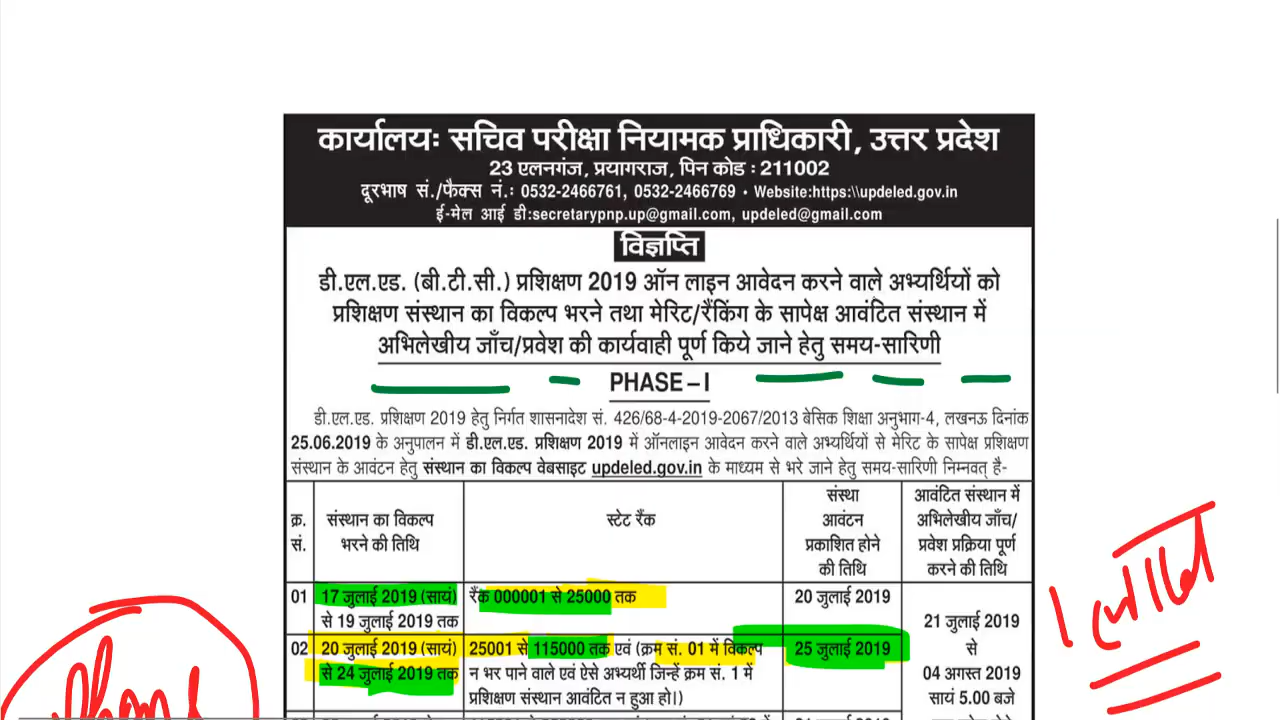 कार्यालयः सचिव परीक्षा नियामक प्राधिकारी, उत्तर प्रदेश
23 एलनगंज, प्रयागराज, पिन कोड : 211002
दूरभाष सं./फैक्स नं.: 0532-2466761, 0532-2466769 • Website:https:\\updeled.gov.in
ई-मेल आई डी:secretarypnp.up@gmail.com, updeled@gmail.com
विज्ञप्ति
डी.एल.एड. (बी.टी.सी.) प्रशिक्षण 2019 ऑन लाइन आवेदन करने वाले अभ्यर्थियों को
प्रशिक्षण संस्थान का विकल्प भरने तथा मेरिट/रैंकिंग के सापेक्ष आवंटित संस्थान में
अभिलेखीय जाँच/प्रवेश की कार्यवाही पूर्ण किये जाने हेतु समय-सारिणी
PHASE – I
डी.एल.एड. प्रशिक्षण 2019 हेतु निर्गत शासनादेश सं. 426/68-4-2019-2067/2013 बेसिक शिक्षा अनुभाग-4, लखनऊ दिनांक
25.06.2019 के अनुपालन में डी.एल.एड. प्रशिक्षण 2019 में ऑनलाइन आवेदन करने वाले अभ्यर्थियों से मेरिट के सापेक्ष प्रशिक्षण
संस्थान के आवंटन हेतु संस्थान का विकल्प वेबसाइट updeled.gov.in के माध्यम से भरे जाने हेतु समय-सारिणी निम्नवत् है-
क्र.
सं.
संस्थान का विकल्प
भरने की तिथि
स्टेट रैंक
संस्था
आवंटन
प्रकाशित होने
की तिथि
आवंटित संस्थान में
अभिलेखीय जाँच/
प्रवेश प्रक्रिया पूर्ण
करने की तिथि
01
17 जुलाई 2019 (सायं)
से 19 जुलाई 2019 तक
रैंक 000001 से 25000 तक
20 जुलाई 2019
02
20 जुलाई 2019 (सायं)
से 24 जुलाई 2019 तक
25001 से 115000 तक एवं (क्रम सं. 01 में विकल्प
न भर पाने वाले एवं ऐसे अभ्यर्थी जिन्हें क्रम सं. 1 में
प्रशिक्षण संस्थान आवंटित न हुआ हो।)
25 जुलाई 2019
21 जुलाई 2019
से
04 अगस्त 2019
सायं 5.00 बजे